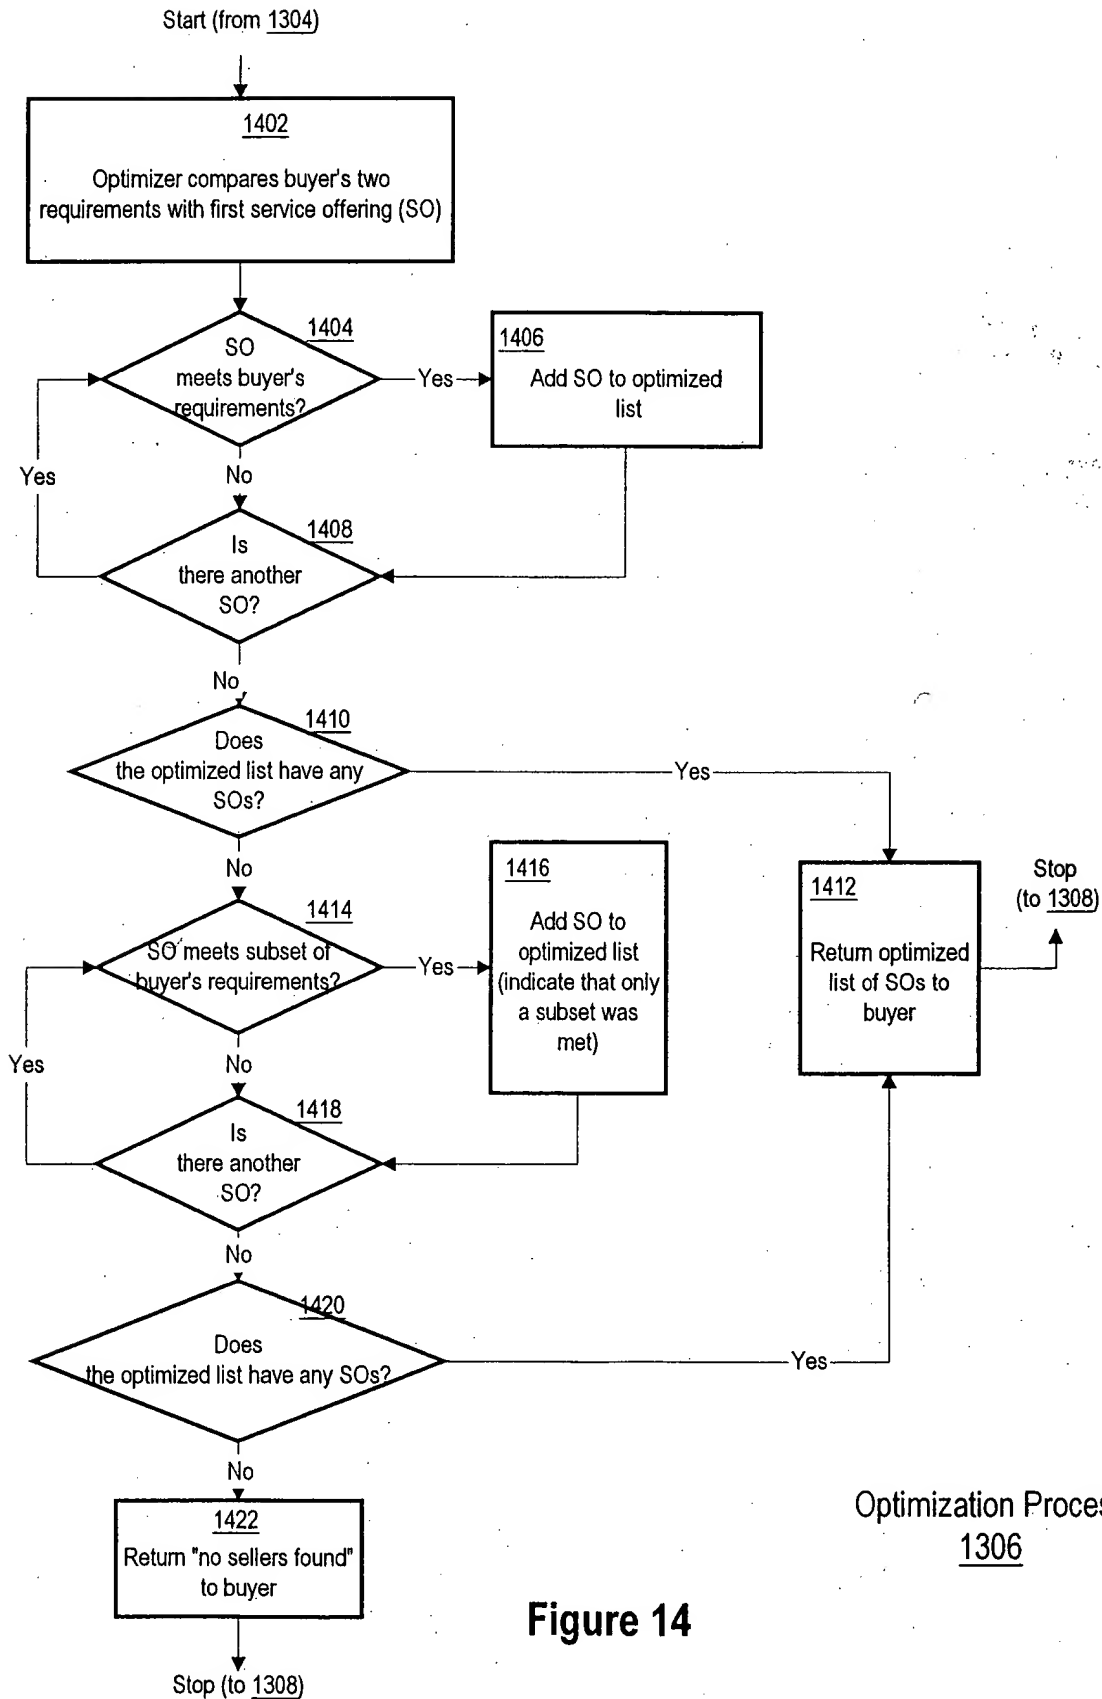 Start (from 1304)
1402
Optimizer compares buyer's two
requirements with first service offering (SO)
1404
SO
meets buyer's
requirements?
Yes
1406
Add SO to optimized
list
Yes
No
1408
Is
there another
SO?
No
1410
Does
the optimized list have any
SOs?
Yes
No
1414
SO meets subset of
buyer's requirements?
Yes
1416
Add SO to
optimized list
(indicate that only
a subset was
met)
1412
Return optimized
list of SOs to
buyer
Stop
(to 1308)
Yes
No
1418
Is
there another
SO?
No
1420
Does
the optimized list have any SOs?
Yes
No
1422
Return "no sellers found"
to buyer
Stop (to 1308)
Optimization Proces
1306
Figure 14